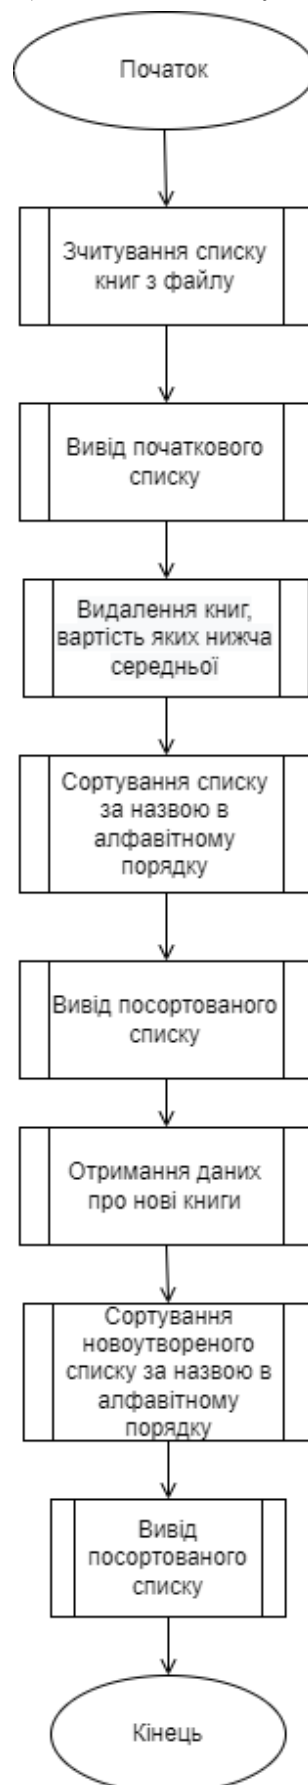 Початок
Зчитування списку
книг з файлу
Вивід початкового
списку
Видалення книг,
вартість яких нижча
середньої
Сортування списку
за назвою в
алфавітному
порядку
Вивід посортованого
списку
Отримання даних
про нові книги
Сортування
новоутвореного
списку за назвою в
алфавітному
порядку
Вивід
посортованого
списку
Кінець